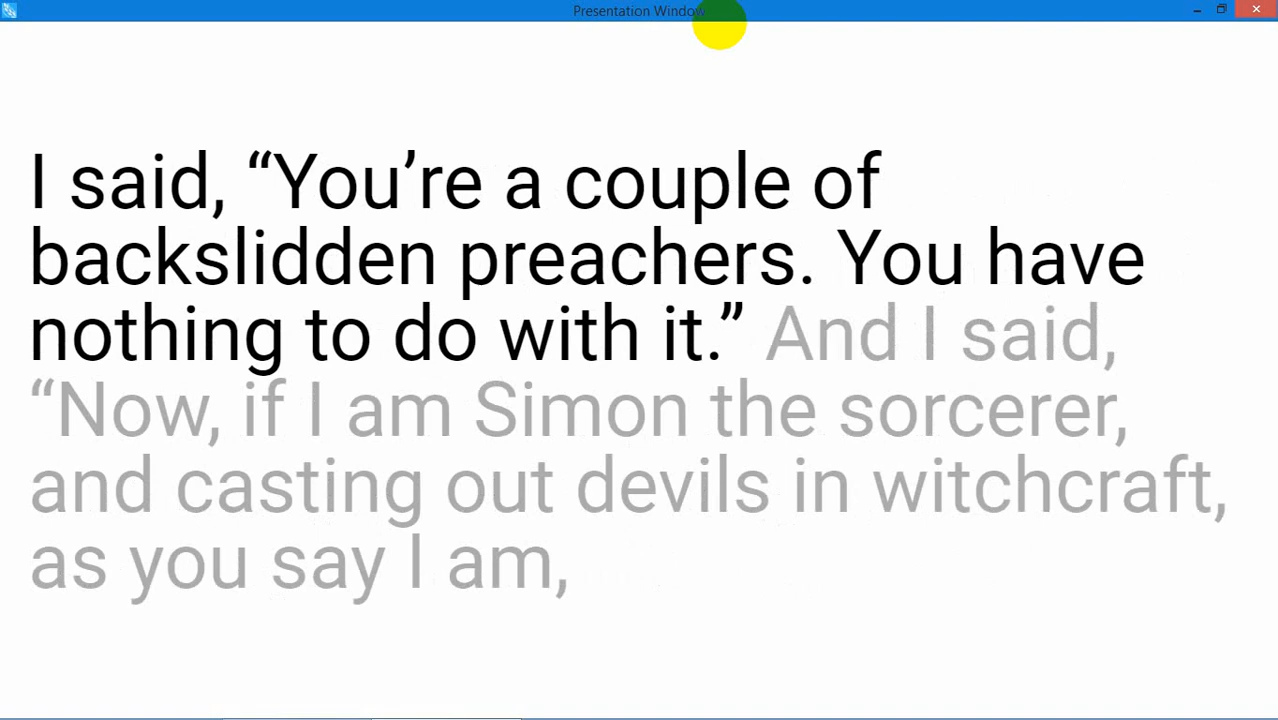 Presentation Window
I said, “You’re a couple of
backslidden preachers. You have
nothing to do with it.” And I said,
“Now, if I am Simon the sorcerer,
and casting out devils in witchcraft,
as you say I am,